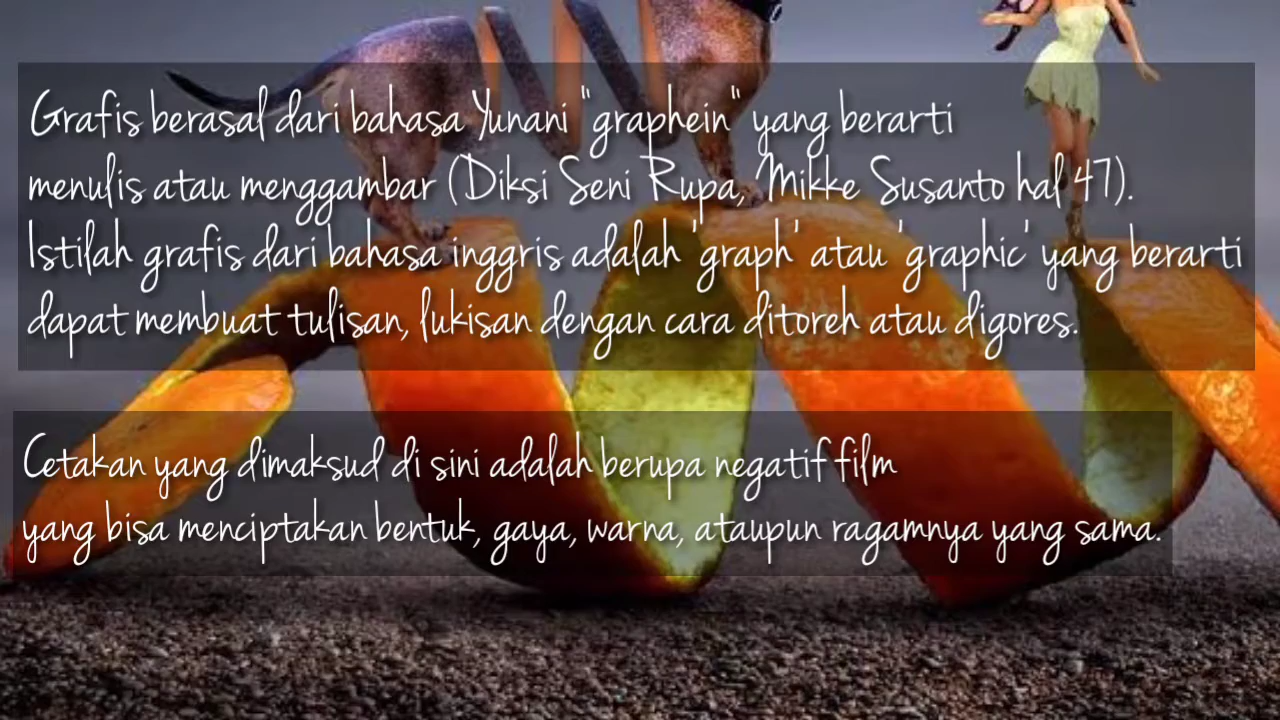 Grafis berasal dari bahasa Yunani "graphein" yang berarti
menulis atau menggambar (Diksi Seni Rupa, Mikke Susanto hal 47).
Istilah grafis dari bahasa inggris adalah 'graph' atau 'graphic' yang berarti
dapat membuat tulisan, lukisan dengan cara ditoreh atau digores.
Cetakan yang dimaksud di sini adalah berupa negatif film
yang bisa menciptakan bentuk, gaya, warna, ataupun ragamnya yang sama.